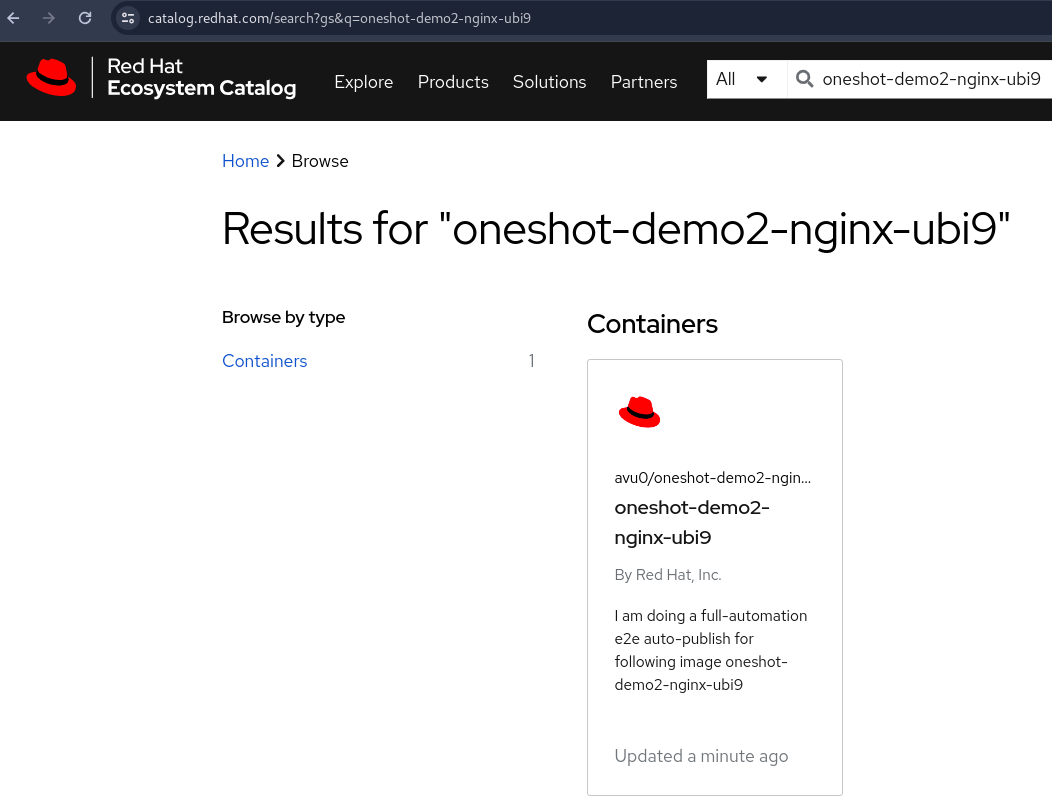 catalog.redhat.com/search?gs&q=oneshot-demo2-nginx-ubi9
Red Hat
Ecosystem Catalog
Explore
Products
Solutions
Partners
All
oneshot-demo2-nginx-ubi9
Home > Browse
Results for "oneshot-demo2-nginx-ubi9"
Browse by type
Containers 1
Containers
avu0/oneshot-demo2-ngin...
oneshot-demo2-
nginx-ubi9
By Red Hat, Inc.
I am doing a full-automation
e2e auto-publish for
following image oneshot-
demo2-nginx-ubi9
Updated a minute ago